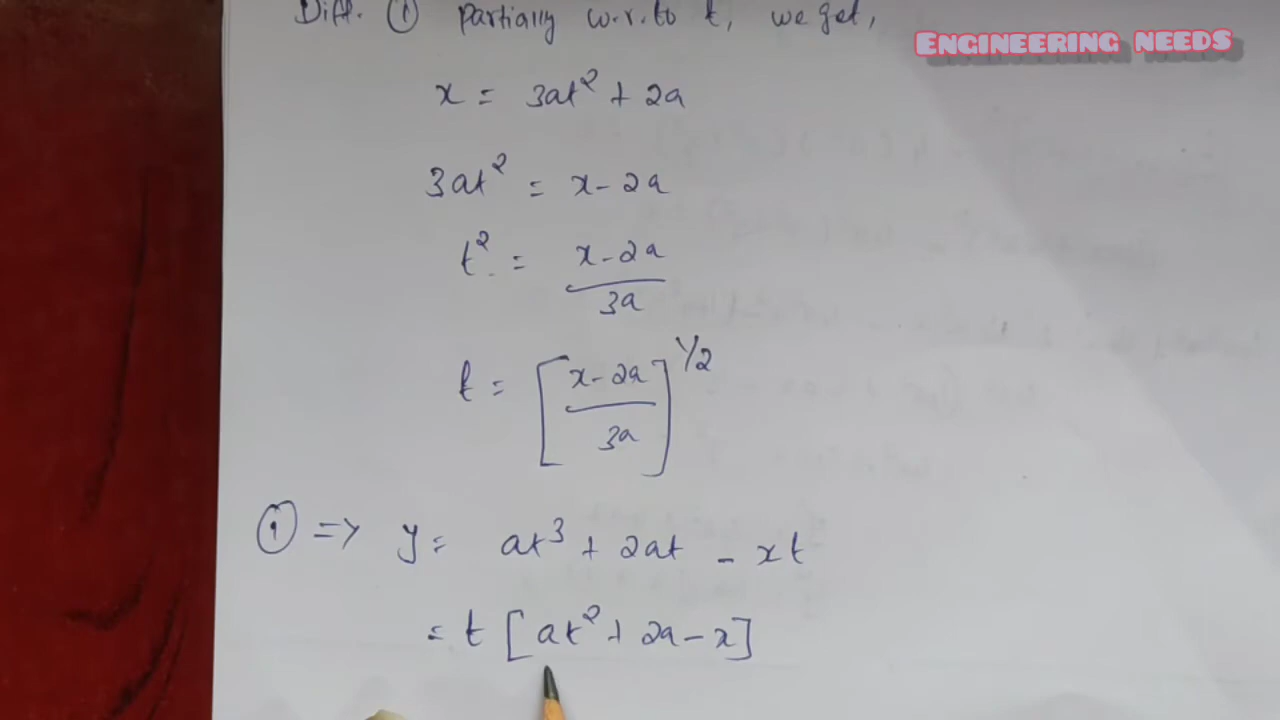 Diff. ① Partially w.r.to t, we get,
ENGINEERING NEEDS
x = 3at² + 2a
3at² = x - 2a
t² = x - 2a / 3a
t = [x - 2a / 3a]^1/2
① => y = at³ + 2at - xt
= t [at² + 2a - x]